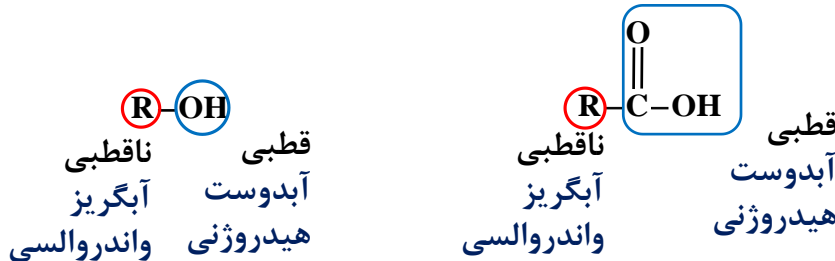 O
R–OH
R–C–OH
قطبی
ناقطبی
آبدوست
آبگریز
هیدروژنی
واندروالسی
قطبی
ناقطبی
آبدوست
آبگریز
هیدروژنی
واندروالسی